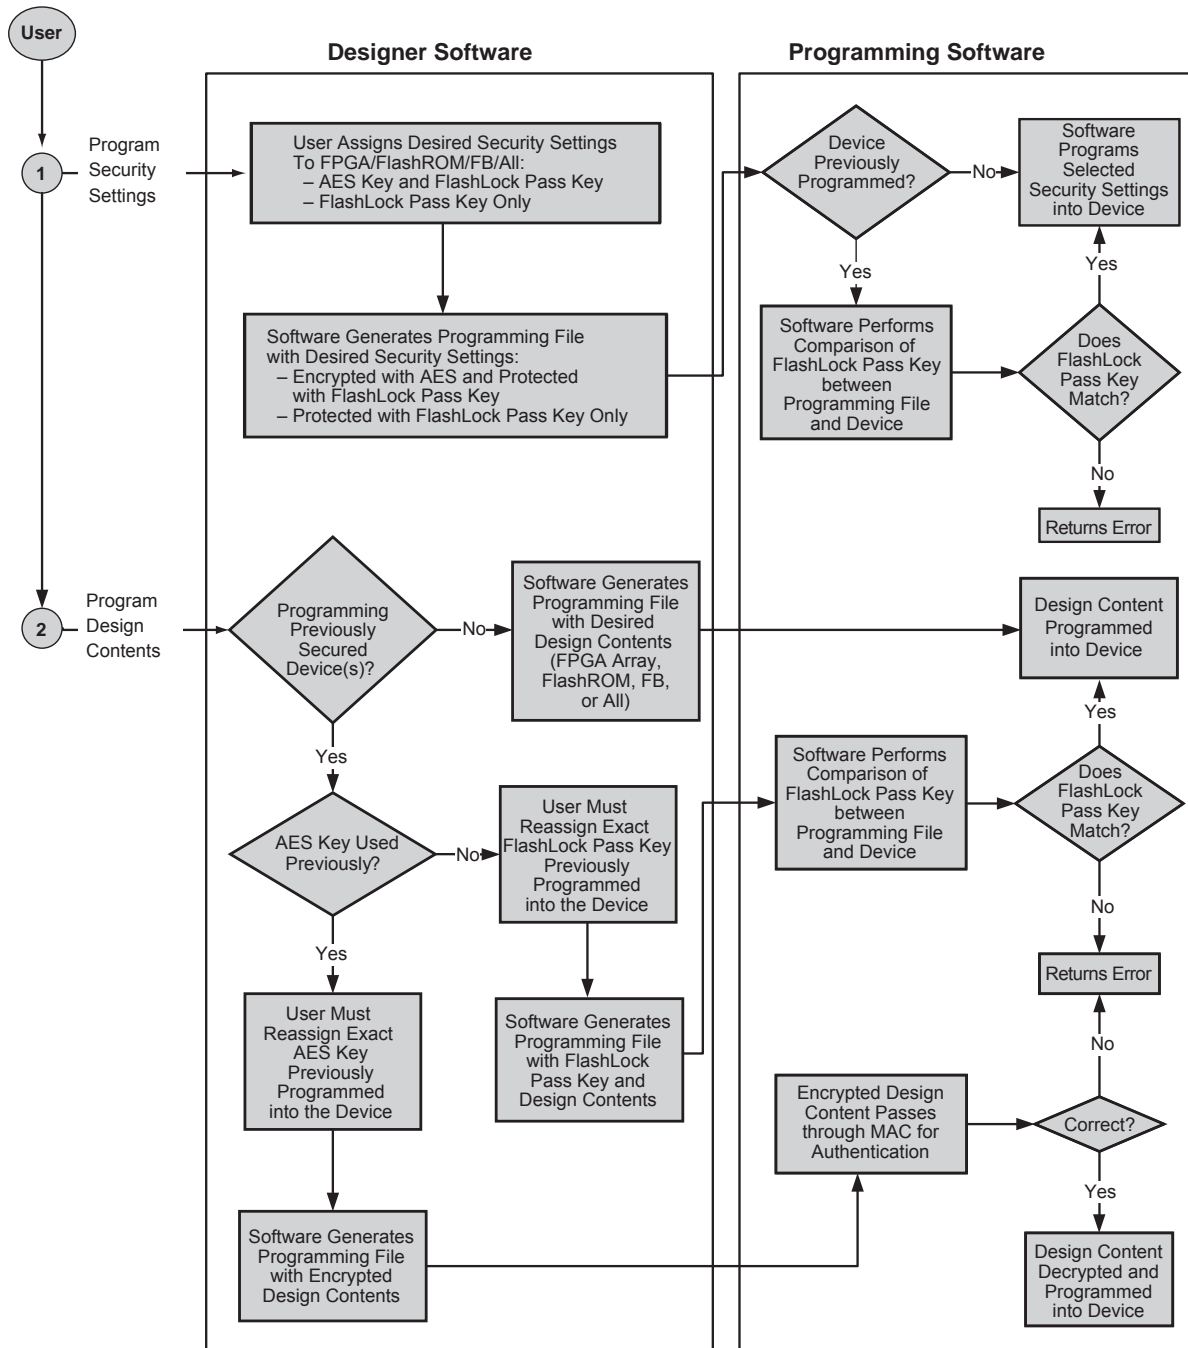 User
Designer Software
Programming Software
1
Program
Security
Settings
User Assigns Desired Security Settings
To FPGA/FlashROM/FB/All:
– AES Key and FlashLock Pass Key
– FlashLock Pass Key Only
Device
Previously
Programmed?
No
Software
Programs
Selected
Security Settings
into Device
Yes
Yes
Software Generates Programming File
with Desired Security Settings:
– Encrypted with AES and Protected
with FlashLock Pass Key
– Protected with FlashLock Pass Key Only
Software Performs
Comparison of
FlashLock Pass Key
between
Programming File
and Device
Does
FlashLock
Pass Key
Match?
No
Returns Error
2
Program
Design
Contents
Programming
Previously
Secured
Device(s)?
No
Software Generates
Programming File
with Desired
Design Contents
(FPGA Array,
FlashROM, FB,
or All)
Design Content
Programmed
into Device
Yes
Yes
AES Key Used
Previously?
No
User Must
Reassign Exact
FlashLock Pass Key
Previously
Programmed
into the Device
Software Performs
Comparison of
FlashLock Pass Key
between
Programming File
and Device
Does
FlashLock
Pass Key
Match?
No
Returns Error
Yes
User Must
Reassign Exact
AES Key
Previously
Programmed
into the Device
Software Generates
Programming File
with FlashLock
Pass Key and
Design Contents
No
Encrypted Design
Content Passes
through MAC for
Authentication
Correct?
Yes
Software Generates
Programming File
with Encrypted
Design Contents
Design Content
Decrypted and
Programmed
into Device